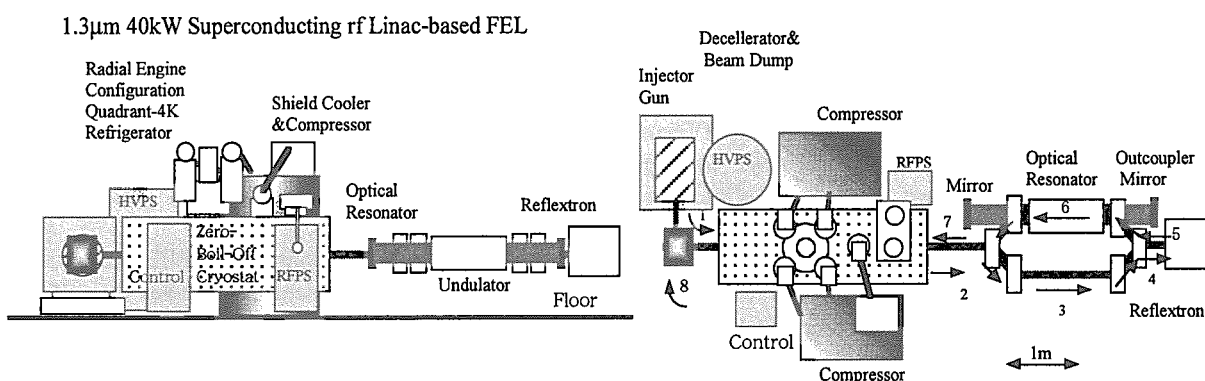 1.3μm 40kW Superconducting rf Linac-based FEL
Radial Engine
Configuration
Quadrant-4K
Refrigerator
Shield Cooler
&Compressor
HVPS
Optical
Resonator
Reflextron
Zero-
Boil-Off
Cryostat
Control
RFPS
Undulator
Floor
Decellerator&
Beam Dump
Injector
Gun
Compressor
HVPS
RFPS
Mirror
Optical
Resonator
Outcoupler
Mirror
1
7
6
5
8
2
3
4
Reflextron
Control
1m
Compressor